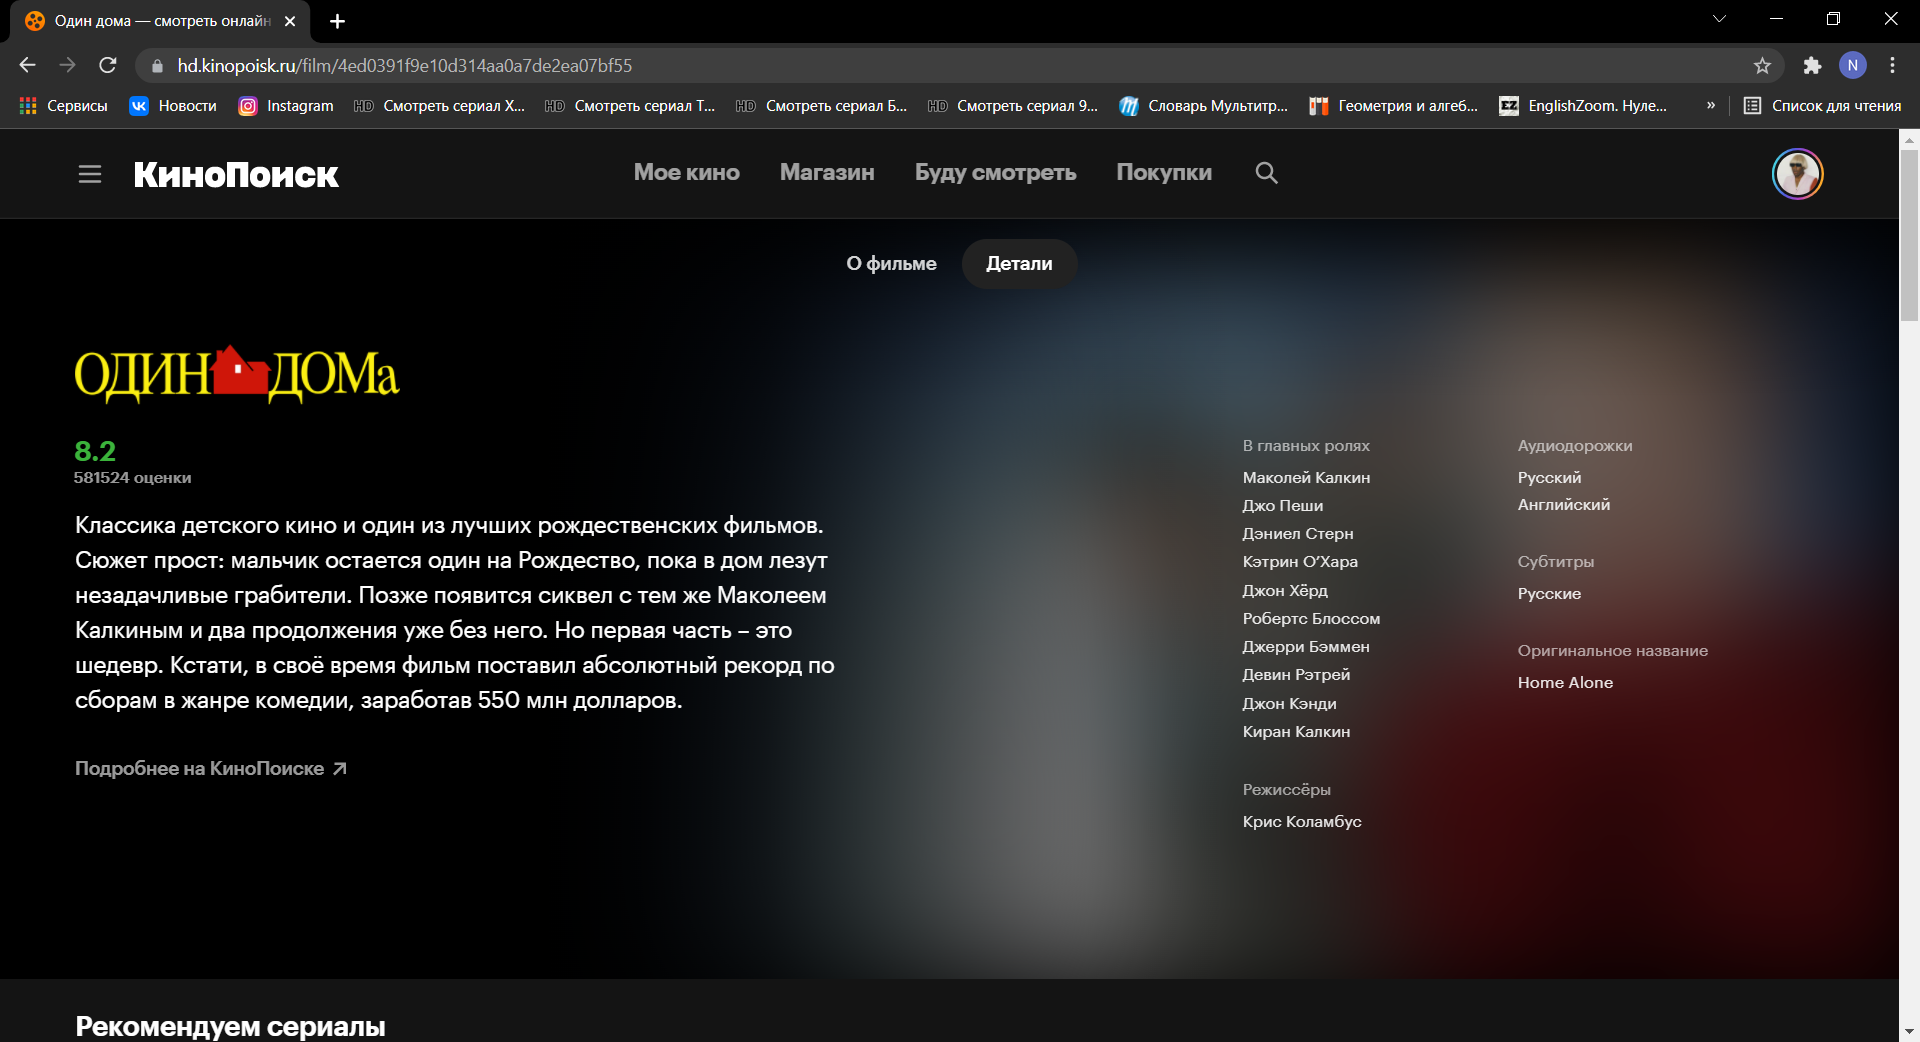 Один дома — смотреть онлайн
hd.kinopoisk.ru/film/4ed0391f9e10d314aa0a7de2ea07bf55
N
Сервисы
Новости
Instagram
HD Смотреть сериал Х...
HD Смотреть сериал Т...
HD Смотреть сериал Б...
HD Смотреть сериал 9...
Словарь Мультитр...
Геометрия и алгеб...
EZ EnglishZoom. Нуле...
»
Список для чтения
КиноПоиск
Мое кино
Магазин
Буду смотреть
Покупки
О фильме
Детали
ОДИН ДОМа
8.2
581524 оценки
Классика детского кино и один из лучших рождественских фильмов.
Сюжет прост: мальчик остается один на Рождество, пока в дом лезут
незадачливые грабители. Позже появится сиквел с тем же Маколеем
Калкиным и два продолжения уже без него. Но первая часть – это
шедевр. Кстати, в своё время фильм поставил абсолютный рекорд по
сборам в жанре комедии, заработав 550 млн долларов.
Подробнее на КиноПоиске
В главных ролях
Маколей Калкин
Джо Пеши
Дэниел Стерн
Кэтрин О’Хара
Джон Хёрд
Робертс Блоссом
Джерри Бэммен
Девин Рэтрей
Джон Кэнди
Киран Калкин
Режиссёры
Крис Коламбус
Аудиодорожки
Русский
Английский
Субтитры
Русские
Оригинальное название
Home Alone
Рекомендуем сериалы